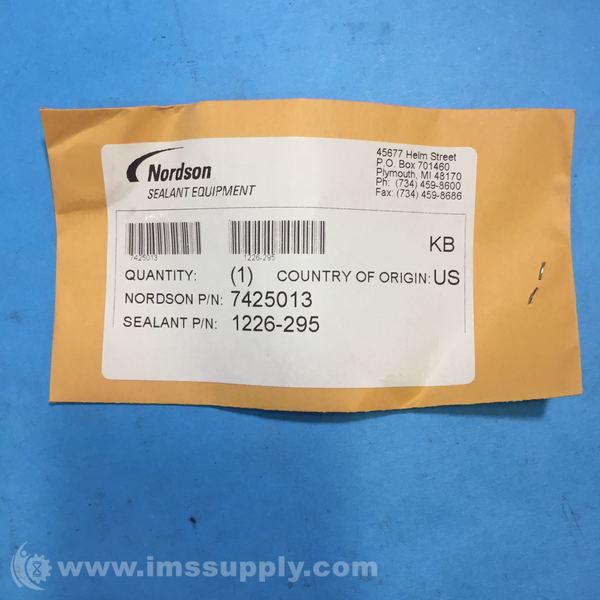 Nordson
SEALANT EQUIPMENT
45677 Helm Street
P.O. Box 701460
Plymouth, MI 48170
Ph: (734) 459-8600
Fax: (734) 459-8686
7425013
1226-295
KB
QUANTITY: (1) COUNTRY OF ORIGIN: US
NORDSON P/N: 7425013
SEALANT P/N: 1226-295
www.imssupply.com